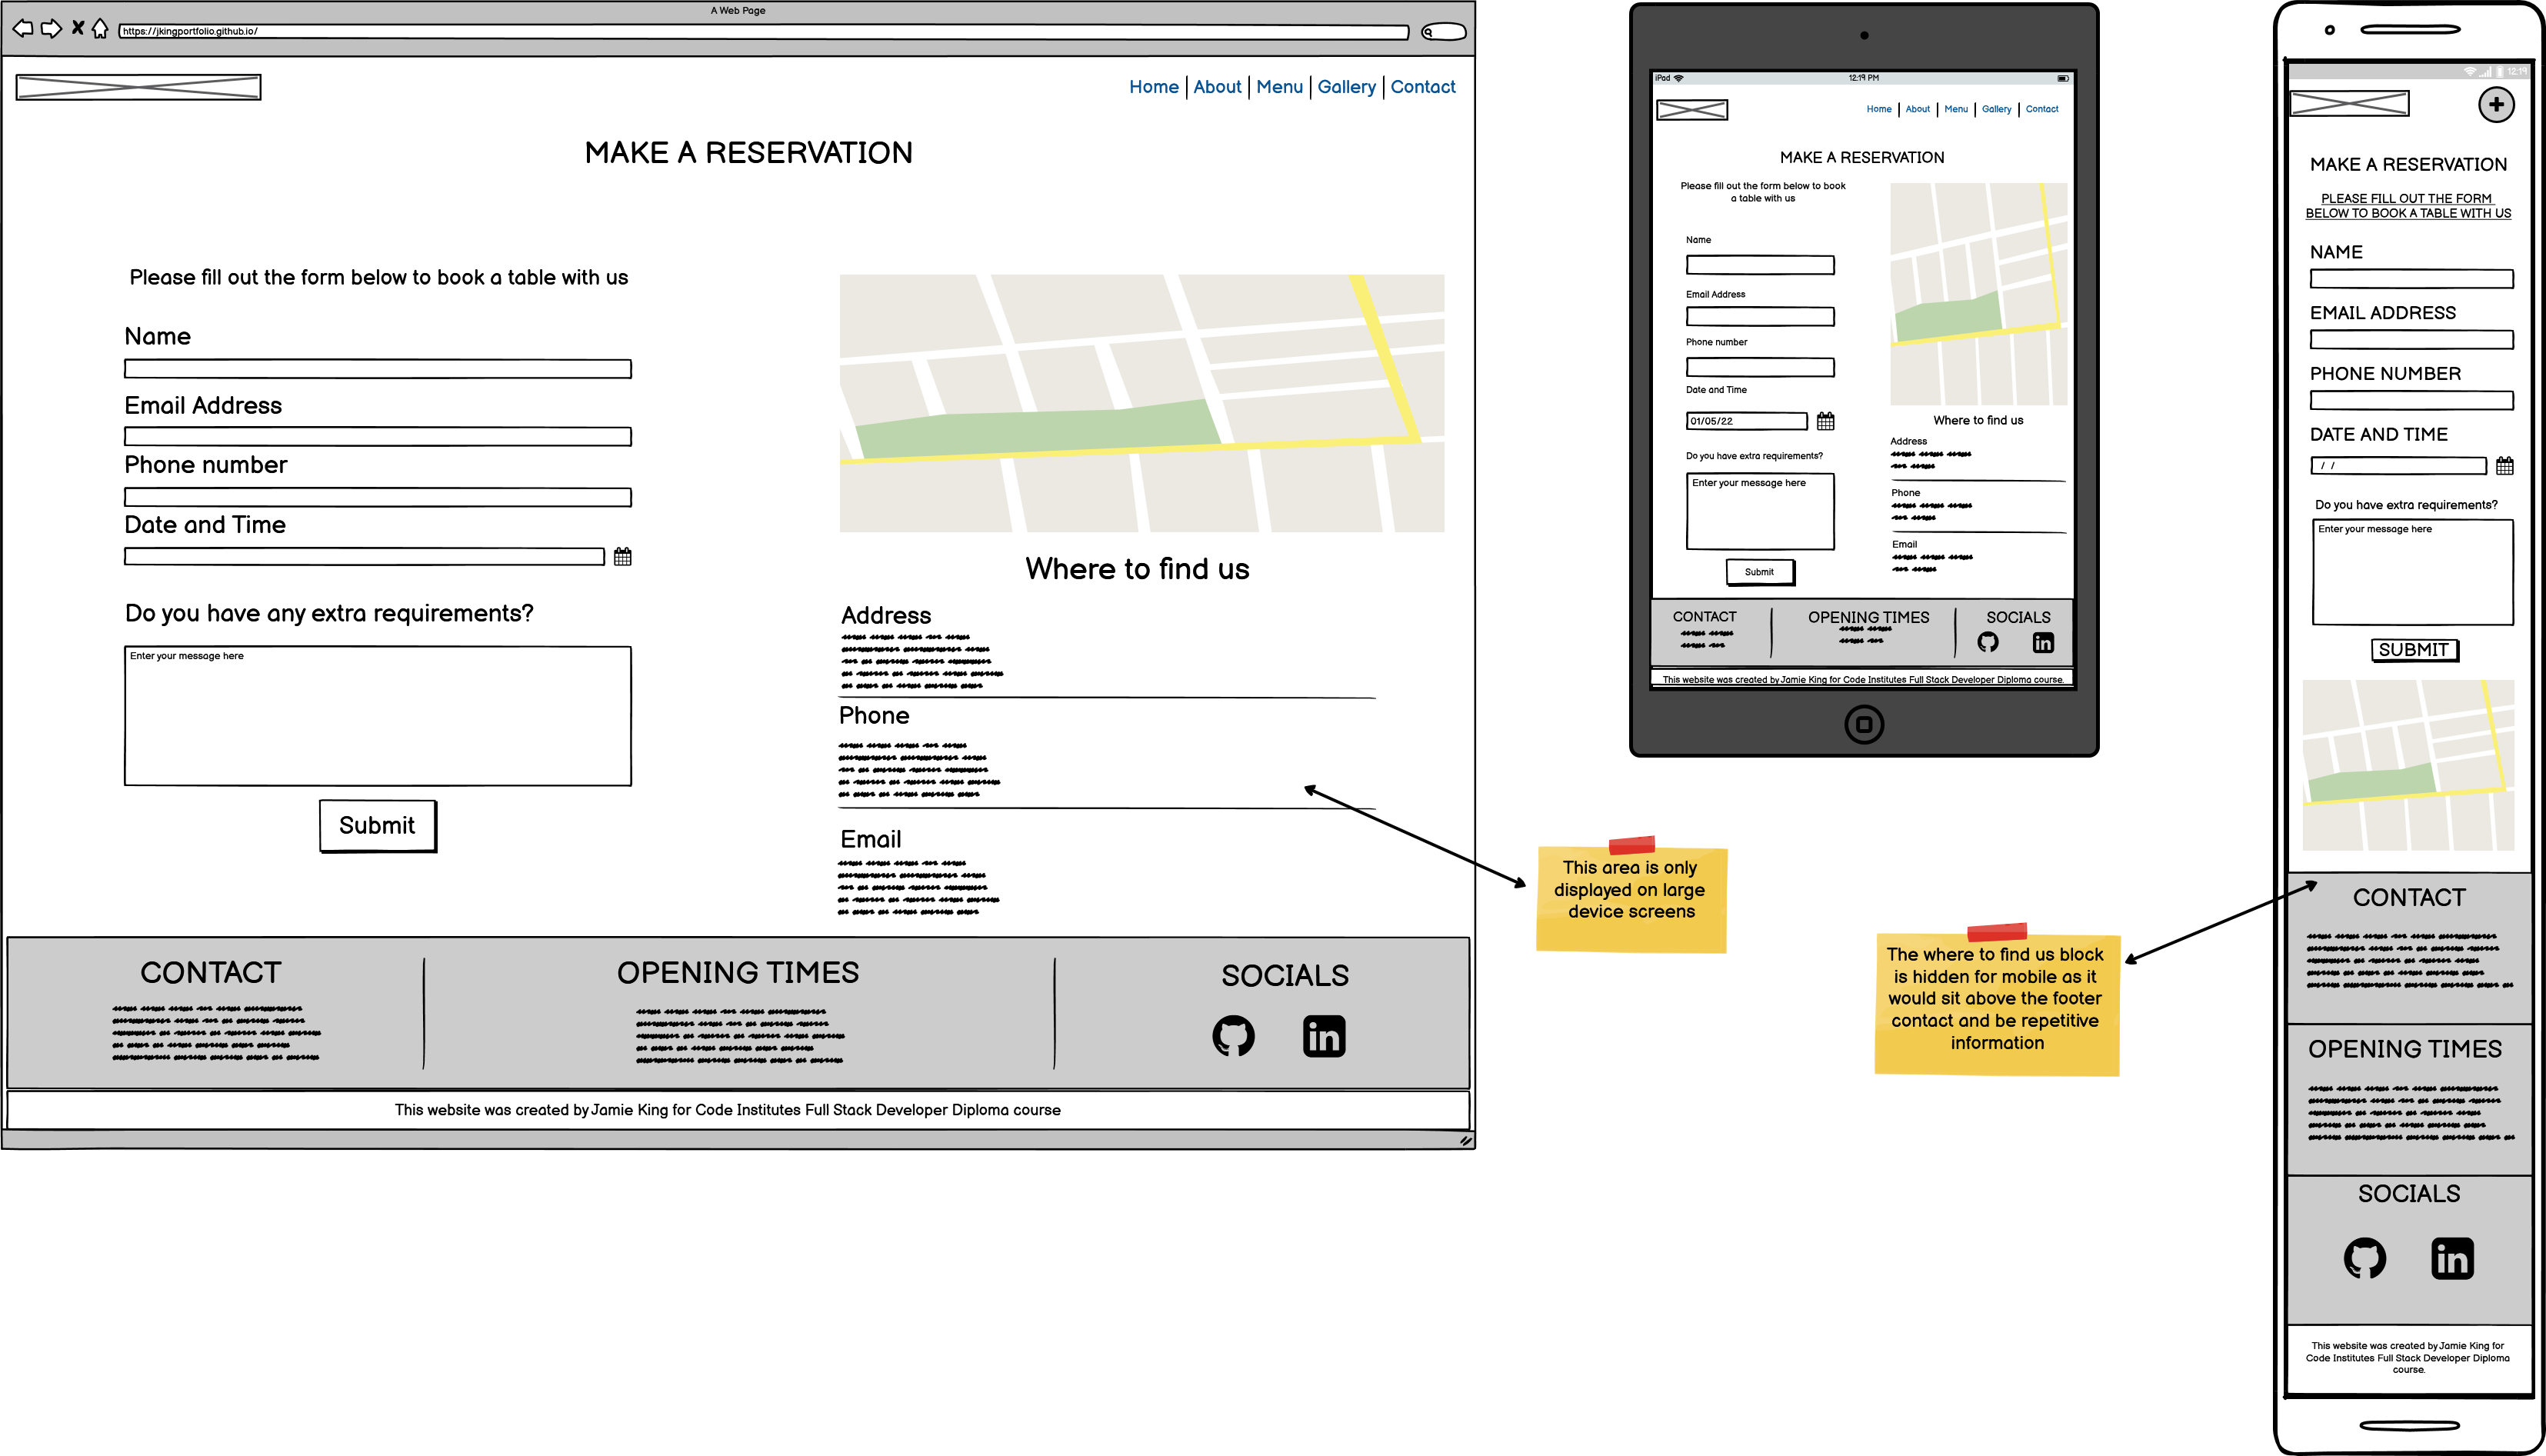 A Web Page
https://jkingportfolio.github.io/
Home About Menu Gallery Contact
MAKE A RESERVATION
Please fill out the form below to book a table with us
Name
Email Address
Phone number
Date and Time
Do you have any extra requirements?
Enter your message here
Submit
Where to find us
Address
Phone
Email
CONTACT
OPENING TIMES
SOCIALS
in
This website was created by Jamie King for Code Institutes Full Stack Developer Diploma course
This area is only
displayed on large
device screens
iPad
12:19 PM
Home About Menu Gallery Contact
MAKE A RESERVATION
Please fill out the form below to book
a table with us
Name
Email Address
Phone number
Date and Time
01/05/22
Do you have extra requirements?
Enter your message here
Submit
Where to find us
Address
Phone
Email
CONTACT
OPENING TIMES
SOCIALS
in
This website was created by Jamie King for Code Institutes Full Stack Developer Diploma course.
The where to find us block
is hidden for mobile as it
would sit above the footer
contact and be repetitive
information
12:19
MAKE A RESERVATION
PLEASE FILL OUT THE FORM
BELOW TO BOOK A TABLE WITH US
NAME
EMAIL ADDRESS
PHONE NUMBER
DATE AND TIME
/ /
Do you have extra requirements?
Enter your message here
SUBMIT
CONTACT
OPENING TIMES
SOCIALS
in
This website was created by Jamie King for
Code Institutes Full Stack Developer Diploma
course.